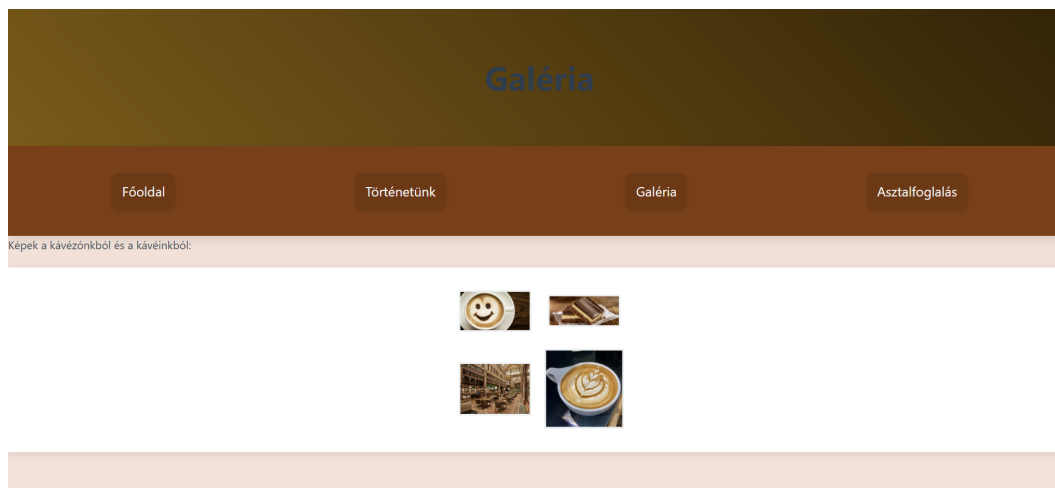 Galéria
Főoldal Történetünk Galéria Asztalfoglalás
Képek a kávézónkból és a kávéinkból: